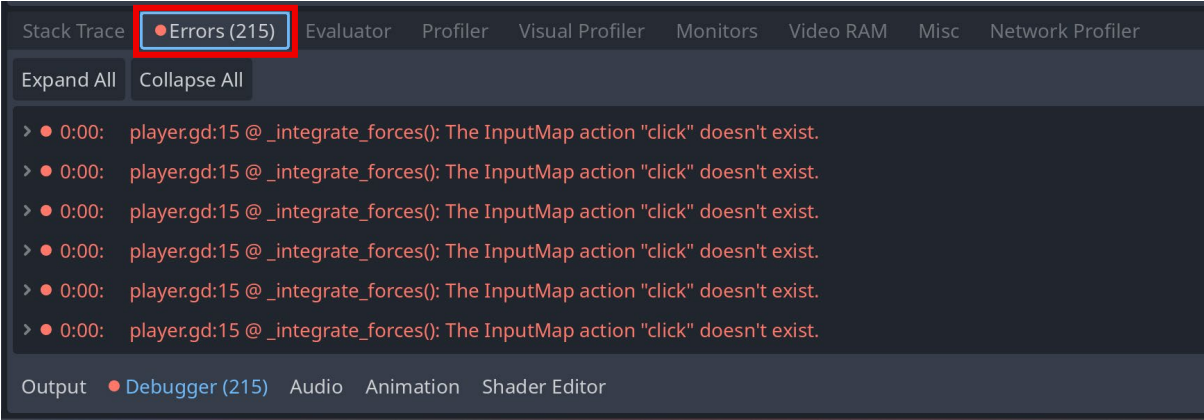 Stack Trace Errors (215) Evaluator Profiler Visual Profiler Monitors Video RAM Misc Network Profiler
Expand All Collapse All
0:00: player.gd:15 @ _integrate_forces(): The InputMap action "click" doesn't exist.
0:00: player.gd:15 @ _integrate_forces(): The InputMap action "click" doesn't exist.
0:00: player.gd:15 @ _integrate_forces(): The InputMap action "click" doesn't exist.
0:00: player.gd:15 @ _integrate_forces(): The InputMap action "click" doesn't exist.
0:00: player.gd:15 @ _integrate_forces(): The InputMap action "click" doesn't exist.
0:00: player.gd:15 @ _integrate_forces(): The InputMap action "click" doesn't exist.
Output Debugger (215) Audio Animation Shader Editor